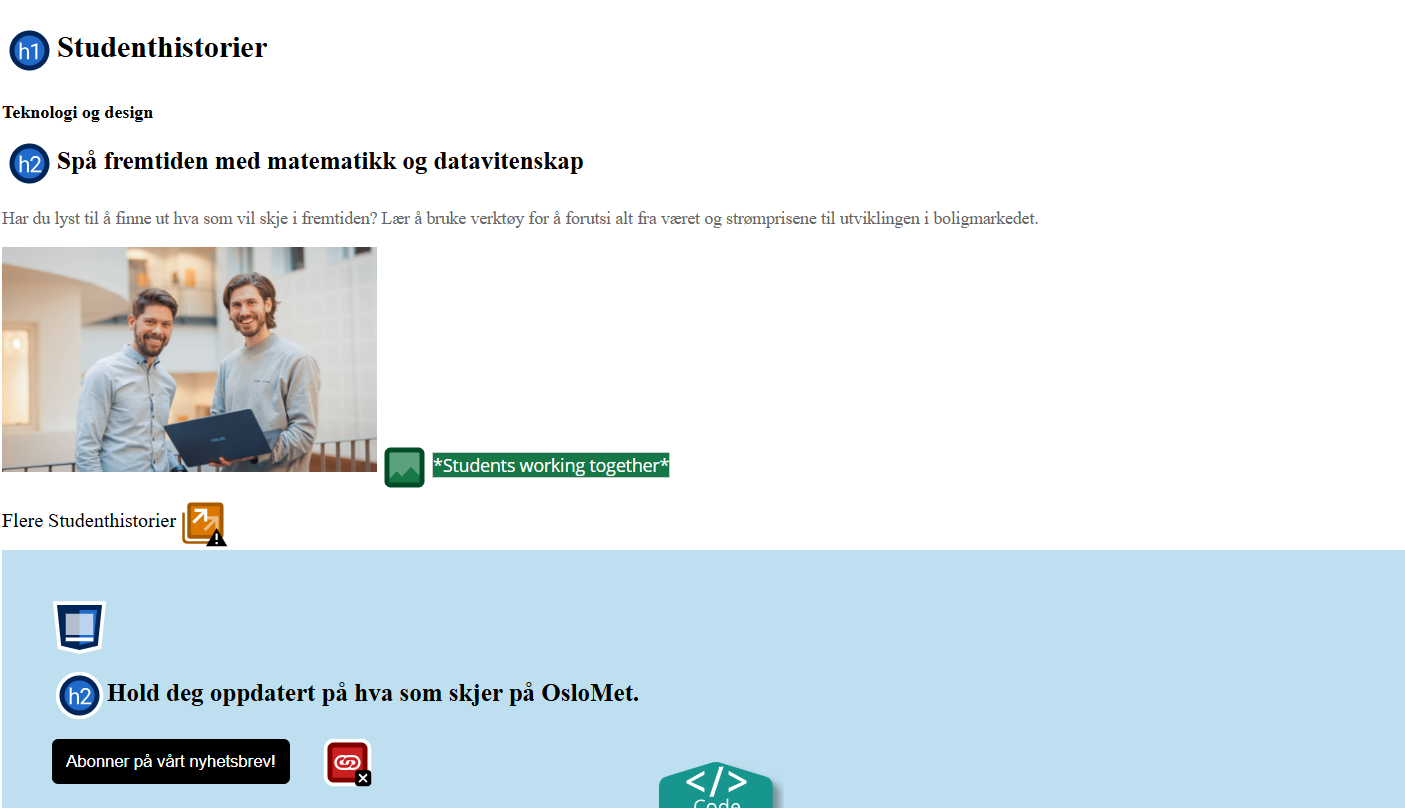 h1 Studenthistorier
Teknologi og design
h2 Spå fremtiden med matematikk og datavitenskap
Har du lyst til å finne ut hva som vil skje i fremtiden? Lær å bruke verktøy for å forutsi alt fra været og strømprisene til utviklingen i boligmarkedet.
*Students working together*
Flere Studenthistorier
h2 Hold deg oppdatert på hva som skjer på OsloMet.
Abonner på vårt nyhetsbrev!
</> 
Code